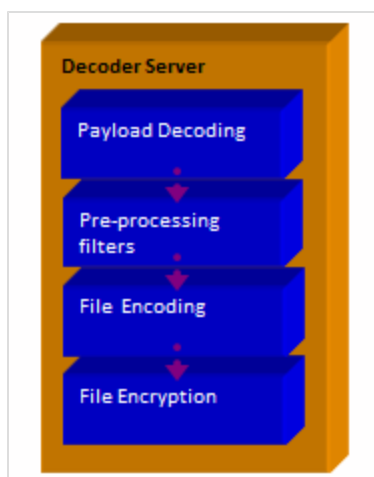 Decoder Server
Payload Decoding
Pre-processing
filters
File Encoding
File Encryption